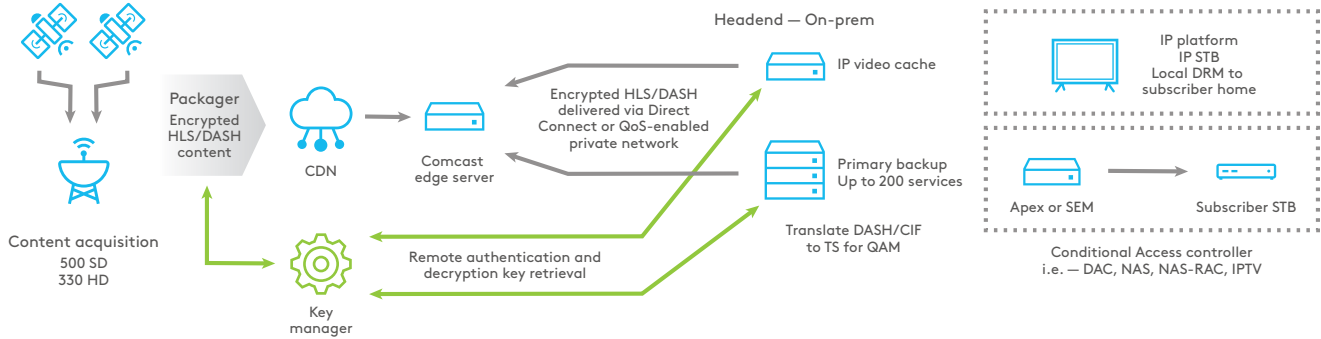 Headend — On-prem
Packager
Encrypted
HLS/DASH
content
CDN
Comcast
edge server
Encrypted HLS/DASH
delivered via Direct
Connect or QoS-enabled
private network
IP video cache
Primary backup
Up to 200 services
Translate DASH/CIF
to TS for QAM
Content acquisition
500 SD
330 HD
Remote authentication and
decryption key retrieval
Key
manager
IP platform
IP STB
Local DRM to
subscriber home
Apex or SEM
Subscriber STB
Conditional Access controller
i.e. — DAC, NAS, NAS-RAC, IPTV